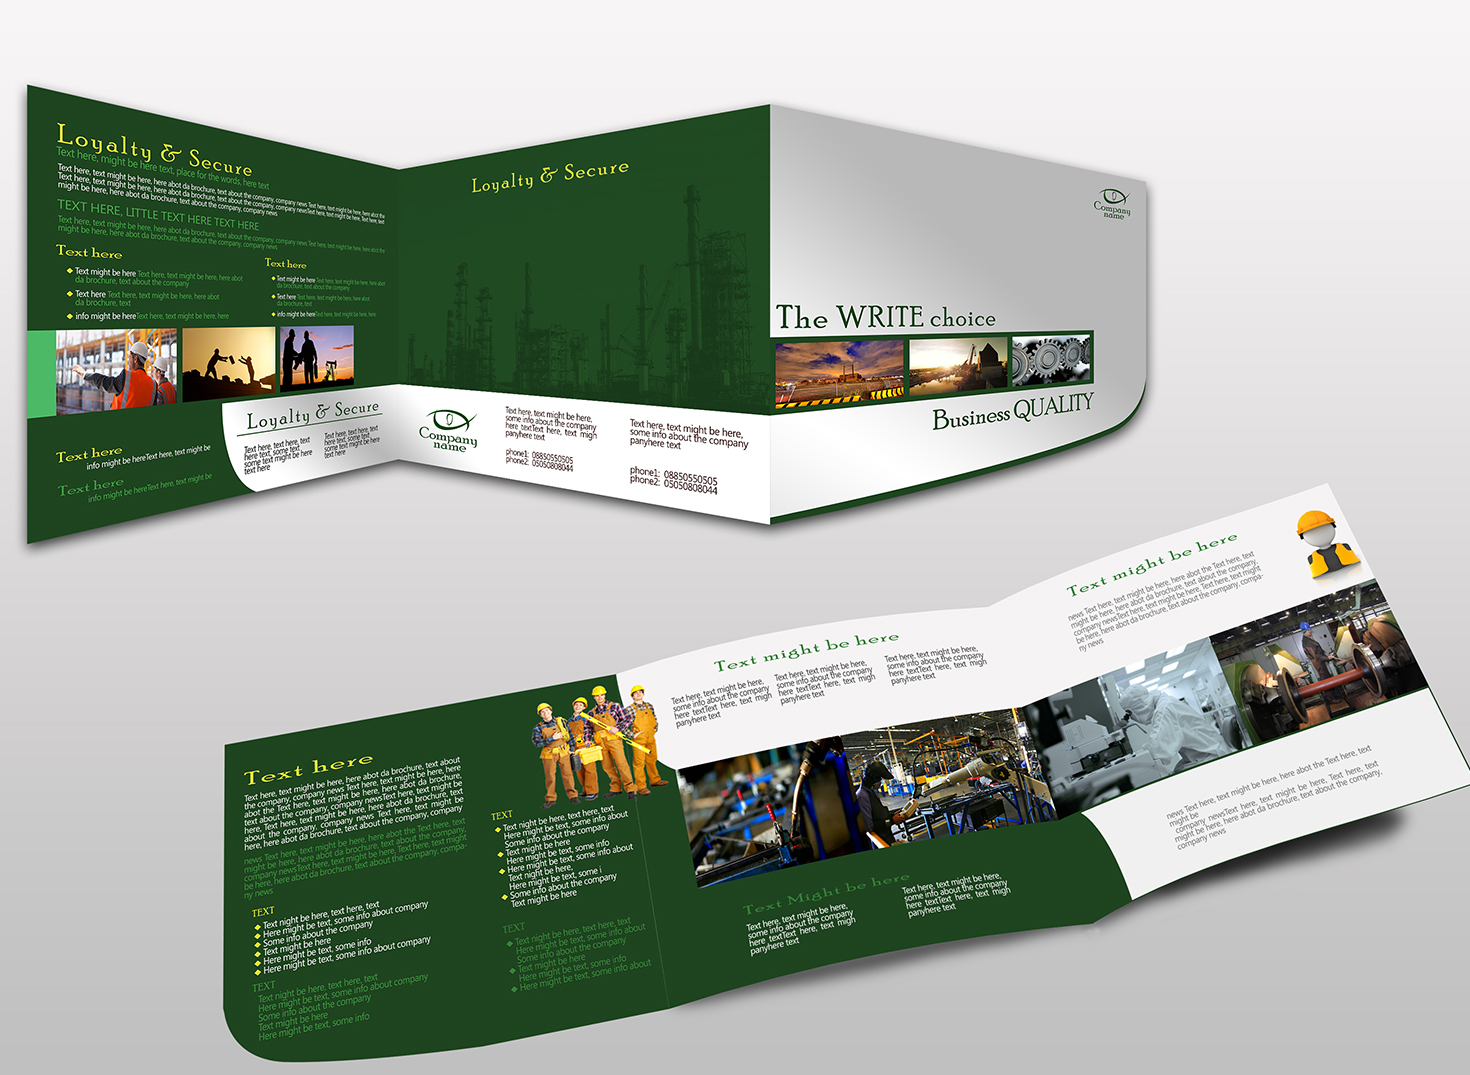 Loyalty & Secure
Text here, might be here text, place for the words, here text
Text here, text might be here, here abot da brochure, text about the company, company news Text here, text might be here, here abot the
Text here, text might be here, here abot da brochure, text about the company, company newsText here, text might be here, Text here, text
might be here, here abot da brochure, text about the company, company news
TEXT HERE, LITTLE TEXT HERE TEXT HERE
Text here, text might be here, here abot da brochure, text about the company, company news Text here, text might be here, here abot the
might be here, here abot da brochure, text about the company, company news
Text here
Text might be here Text here, text might be here, here abot
da brochure, text about the company
Text here Text here, text might be here, here abot
da brochure, text
info might be hereText here, text might be here, here
Text here
Text might be here Text here, text might be here, here abot
da brochure, text about the company
Text here Text here, text might be here, here abot
da brochure, text
info might be hereText here, text might be here, here
Text here
info might be hereText here, text might be
Text here
info might be hereText here, text might be
Loyalty & Secure
Text here, text here, text
here text, some text
some text might be here
text here
Text here, text here, text
here text, some text
some text might be here
text here
Loyalty & Secure
Company
name
Text here, text might be here,
some info about the company
here textText here, text migh
panyhere text
phone1: 08850550505
phone2: 05050808044
Text here, text might be here,
some info about the company
panyhere text
phone1: 08850550505
phone2: 05050808044
Company
name
The WRITE choice
Business QUALITY
Text here
Text here, text might be here, here abot da brochure, text about
the company, company news Text here, text might be here, here
abot the Text here, text might be here, here abot da brochure,
text about the company, company newsText here, text might be
here, Text here, text might be here, here abot da brochure, text
about the company, company news Text here, text might be
here, here abot da brochure, text about the company, company
news Text here, text might be here, here abot the Text here, text
might be here, here abot da brochure, text about the company,
company newsText here, text might be here, Text here, text might
be here, here abot da brochure, text about the company, compa-
ny news
TEXT
Text night be here, text here, text
Here might be text, some info about company
Some info about the company
Text might be here
Here might be text, some info
Here might be text, some info about company
TEXT
Text night be here, text here, text
Here might be text, some info about company
Some info about the company
Text might be here
Here might be text, some info
TEXT
Text night be here, text here, text
Here might be text, some info about
Some info about the company
Text might be here
Here might be text, some info
Here might be text, some info about
Text might be here,
Here might be text, some i
Some info about the company
Text might be here
TEXT
Text night be here, text here, text
Here might be text, some info about
Some info about the company
Text might be here
Here might be text, some info
Here might be text, some info about
Text might be here
Text here, text might be here,
some info about the company
here textText here, text migh
panyhere text
Text here, text might be here,
some info about the company
here textText here, text migh
panyhere text
Text here, text might be here,
some info about the company
here textText here, text migh
panyhere text
Text Might be here
Text here, text might be here,
some info about the company
here textText here, text migh
panyhere text
Text here, text might be here,
some info about the company
here textText here, text migh
panyhere text
Text might be here
news Text here, text might be here, here abot the Text here, text
might be here, here abot da brochure, text about the company,
company newsText here, text might be here, Text here, text might
be here, here abot da brochure, text about the company, compa-
ny news
news Text here, text might be here, here abot the Text here, text
might be
company newsText here, text might be here, Text here, text
might be here, here abot da brochure, text about the company,
company news